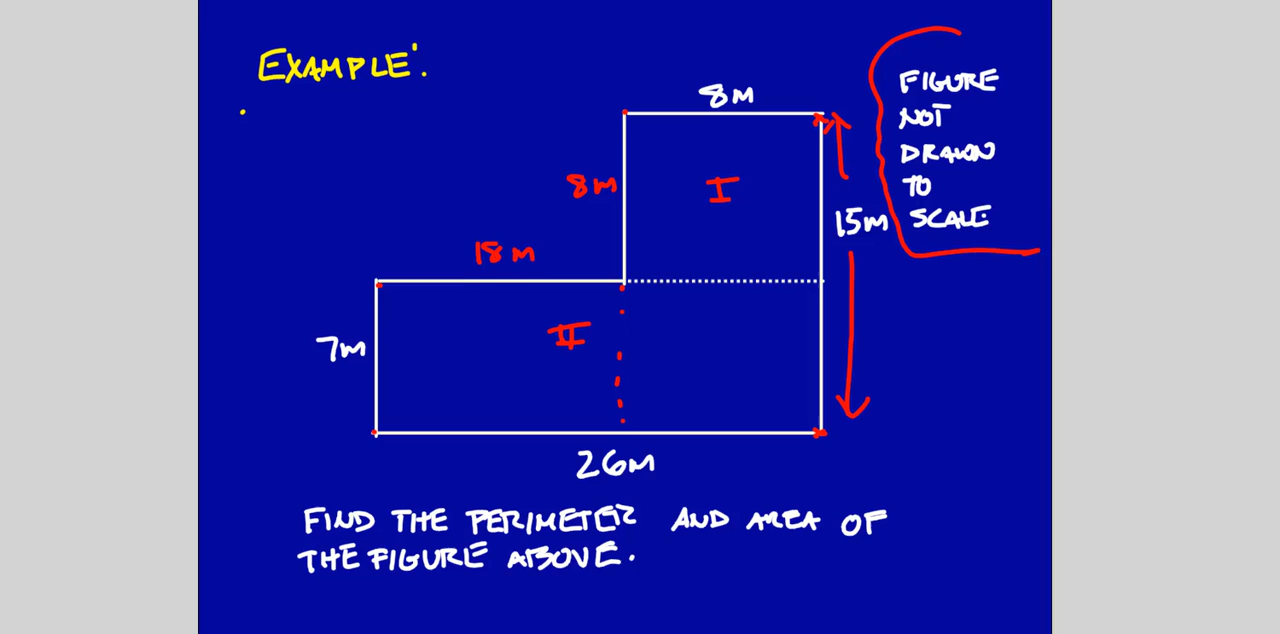 EXAMPLE:
8M
FIGURE
NOT
DRAWN
TO
SCALE
8M
I
15M
18M
II
7M
26M
FIND THE PERIMETER AND AREA OF
THE FIGURE ABOVE.